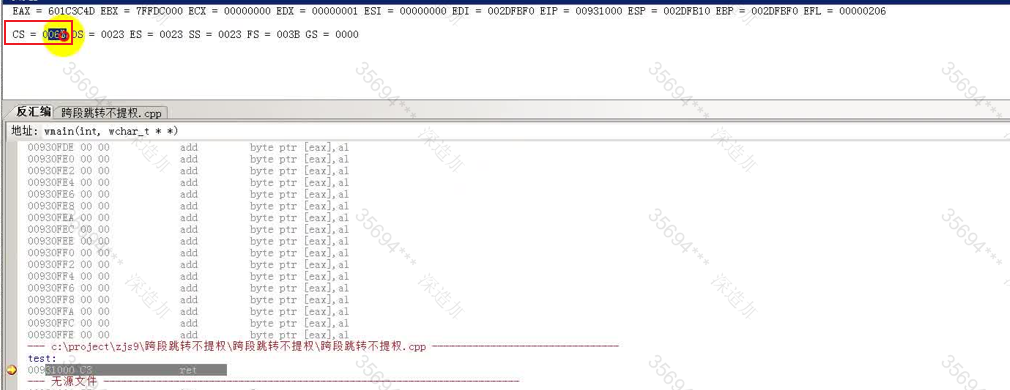 EAX = 601C3C4D EBX = 7FFDC000 ECX = 00000000 EDX = 00000001 ESI = 00000000 EDI = 002DFBF0 EIP = 00931000 ESP = 002DFB10 EBP = 002DFBF0 EFL = 00000206
CS = 0063 DS = 0023 ES = 0023 SS = 0023 FS = 003B GS = 0000
反汇编 跨段跳转不提权.cpp
地址: wmain(int, wchar_t * *)
00930FDE 00 00 add byte ptr [eax],al
00930FE0 00 00 add byte ptr [eax],al
00930FE2 00 00 add byte ptr [eax],al
00930FE4 00 00 add byte ptr [eax],al
00930FE6 00 00 add byte ptr [eax],al
00930FE8 00 00 add byte ptr [eax],al
00930FEA 00 00 add byte ptr [eax],al
00930FEC 00 00 add byte ptr [eax],al
00930FEE 00 00 add byte ptr [eax],al
00930FF0 00 00 add byte ptr [eax],al
00930FF2 00 00 add byte ptr [eax],al
00930FF4 00 00 add byte ptr [eax],al
00930FF6 00 00 add byte ptr [eax],al
00930FF8 00 00 add byte ptr [eax],al
00930FFA 00 00 add byte ptr [eax],al
00930FFC 00 00 add byte ptr [eax],al
00930FFE 00 00 add byte ptr [eax],al
--- c:\project\zjs9\跨段跳转不提权\跨段跳转不提权\跨段跳转不提权.cpp ---
test:
00931000 C3 ret
--- 无源文件 ---
35694***
35694***
35694***
35694***
35694***
35694***
35694***
35694***